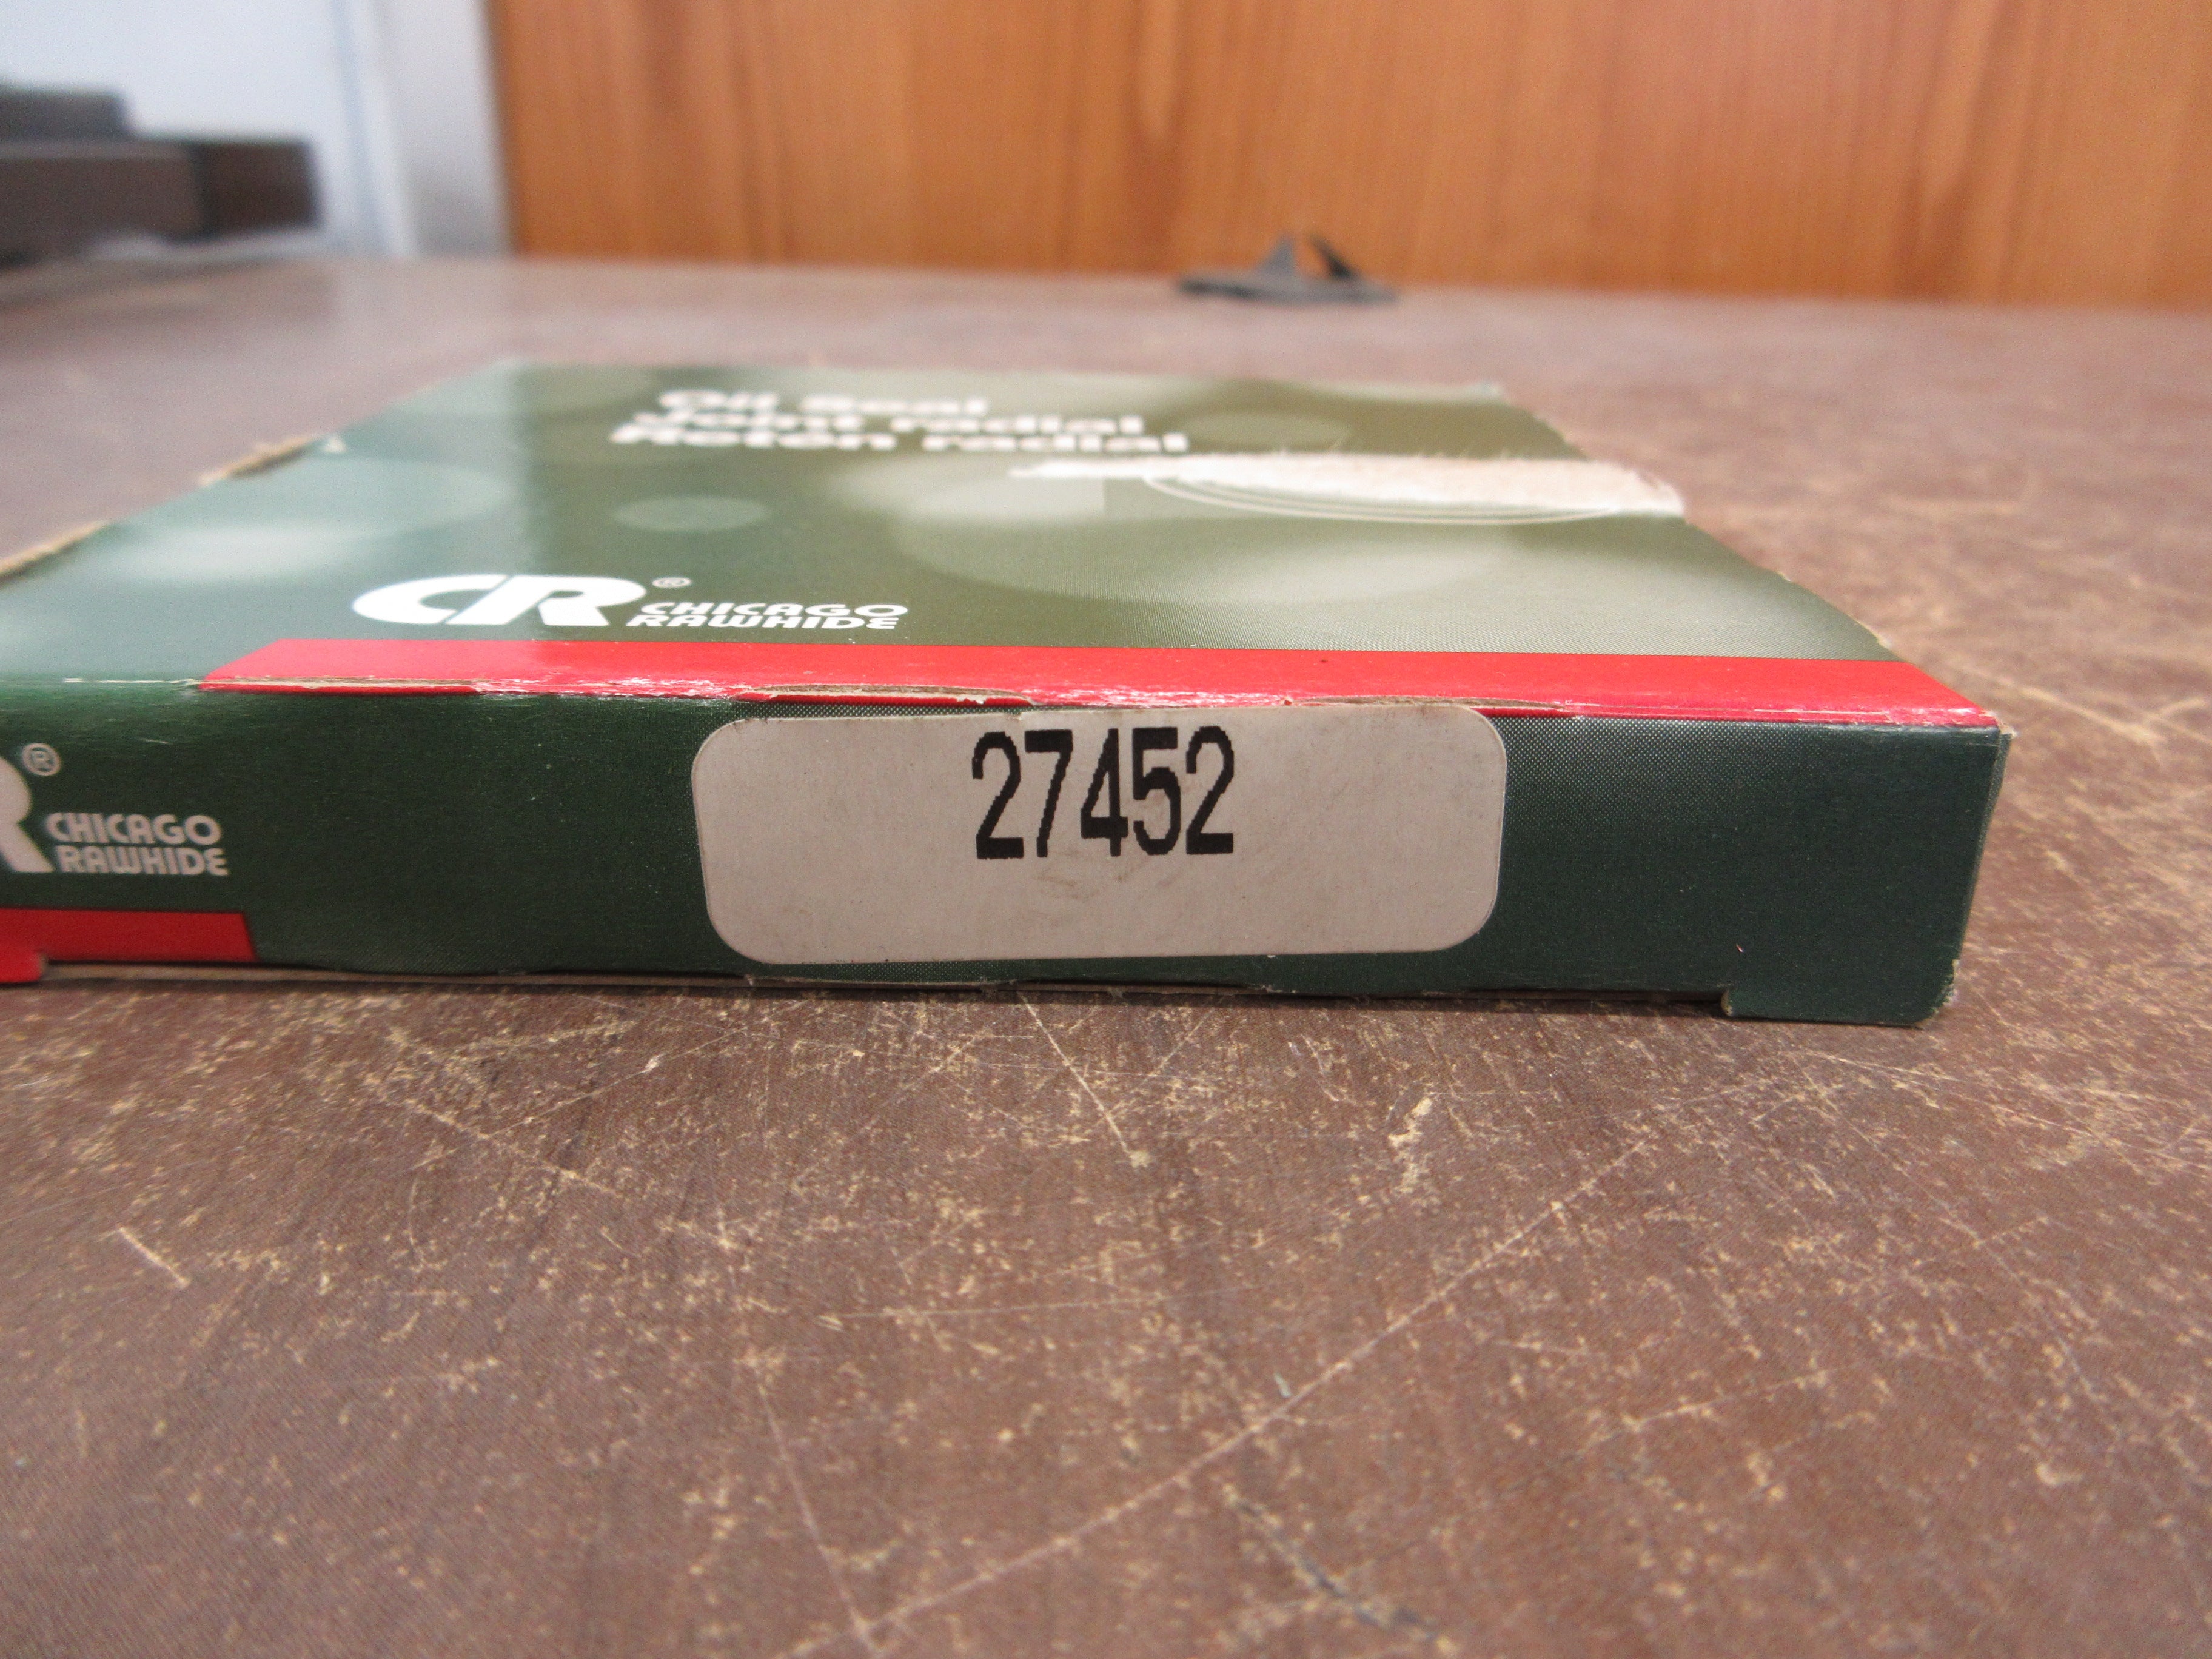 Oil Seal
Joint radial
Retén radial
CR® CHICAGO
RAWHIDE
27452
R® CHICAGO
RAWHIDE